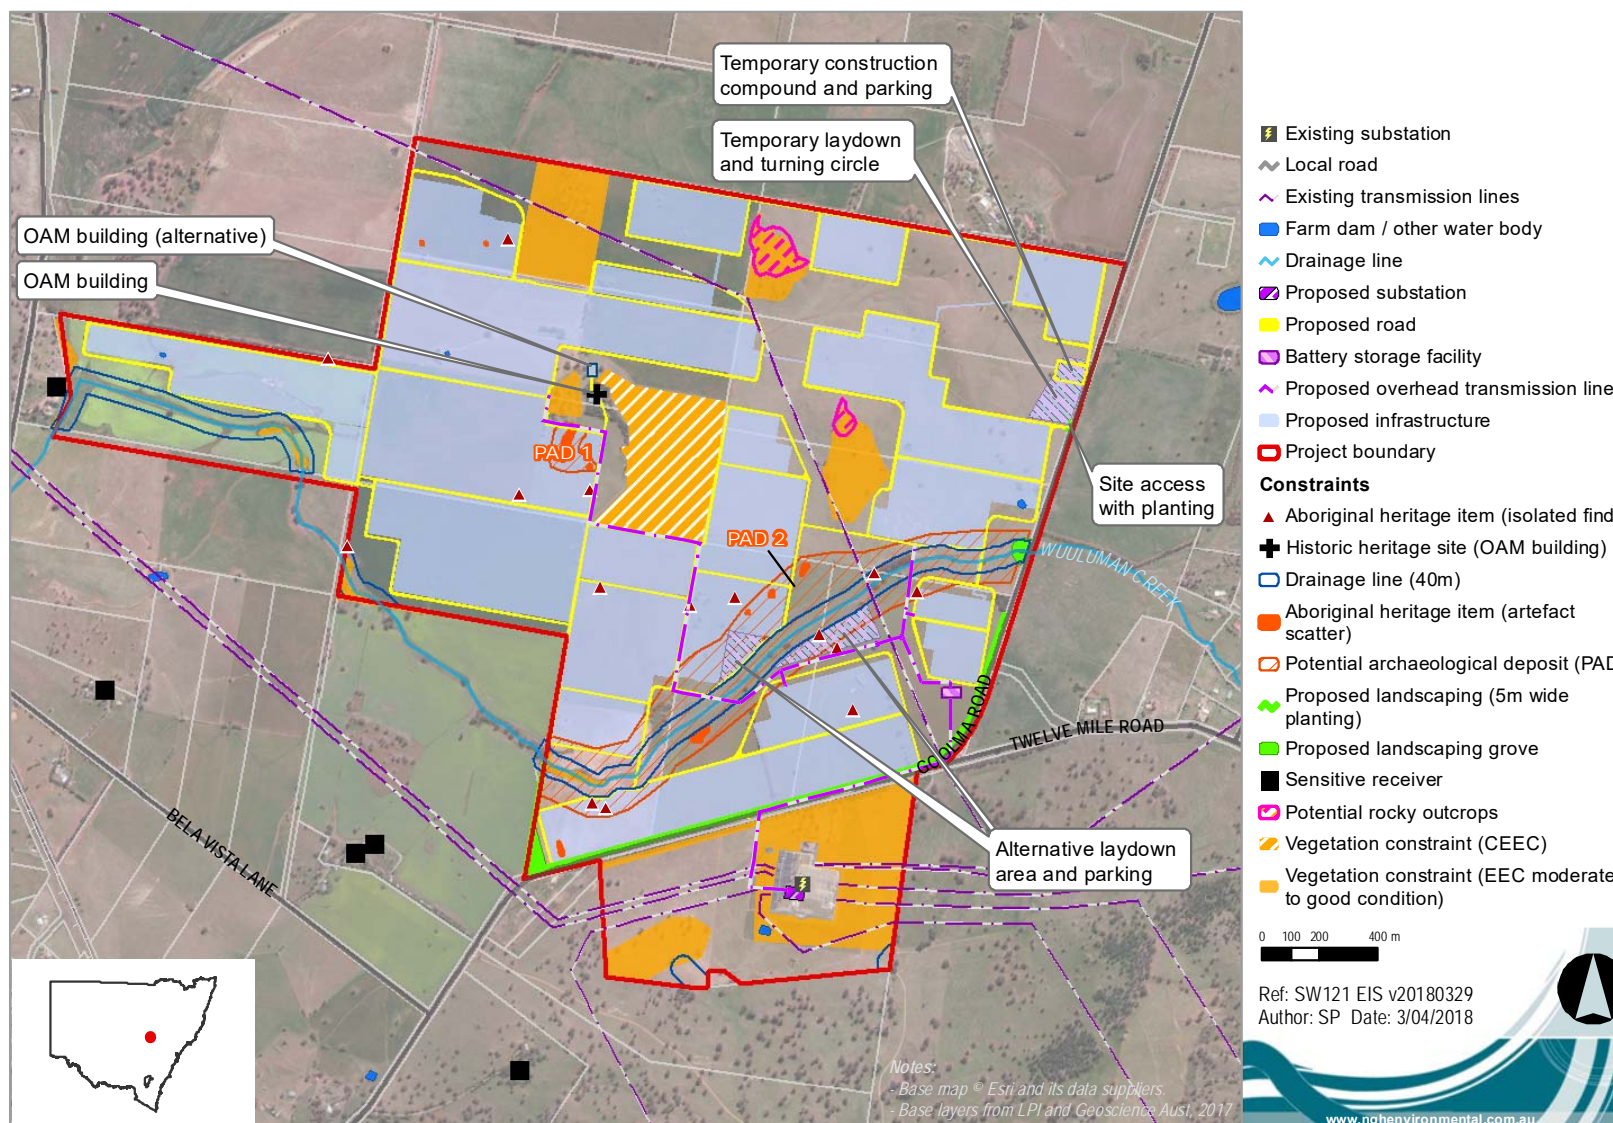 Temporary construction
compound and parking
Temporary laydown
and turning circle
OAM building (alternative)
OAM building
PAD 1
PAD 2
Site access
with planting
WUULUMAN CREEK
GOOLMA ROAD
TWELVE MILE ROAD
BELA VISTA LANE
Alternative laydown
area and parking
Notes:
- Base map © Esri and its data suppliers.
- Base layers from LPI and Geoscience Aust, 2017
Existing substation
Local road
Existing transmission lines
Farm dam / other water body
Drainage line
Proposed substation
Proposed road
Battery storage facility
Proposed overhead transmission line
Proposed infrastructure
Project boundary
Constraints
Aboriginal heritage item (isolated find
Historic heritage site (OAM building)
Drainage line (40m)
Aboriginal heritage item (artefact
scatter)
Potential archaeological deposit (PAD
Proposed landscaping (5m wide
planting)
Proposed landscaping grove
Sensitive receiver
Potential rocky outcrops
Vegetation constraint (CEEC)
Vegetation constraint (EEC moderate
to good condition)
0 100 200 400 m
Ref: SW121 EIS v20180329
Author: SP Date: 3/04/2018
www.nghenvironmental.com.au